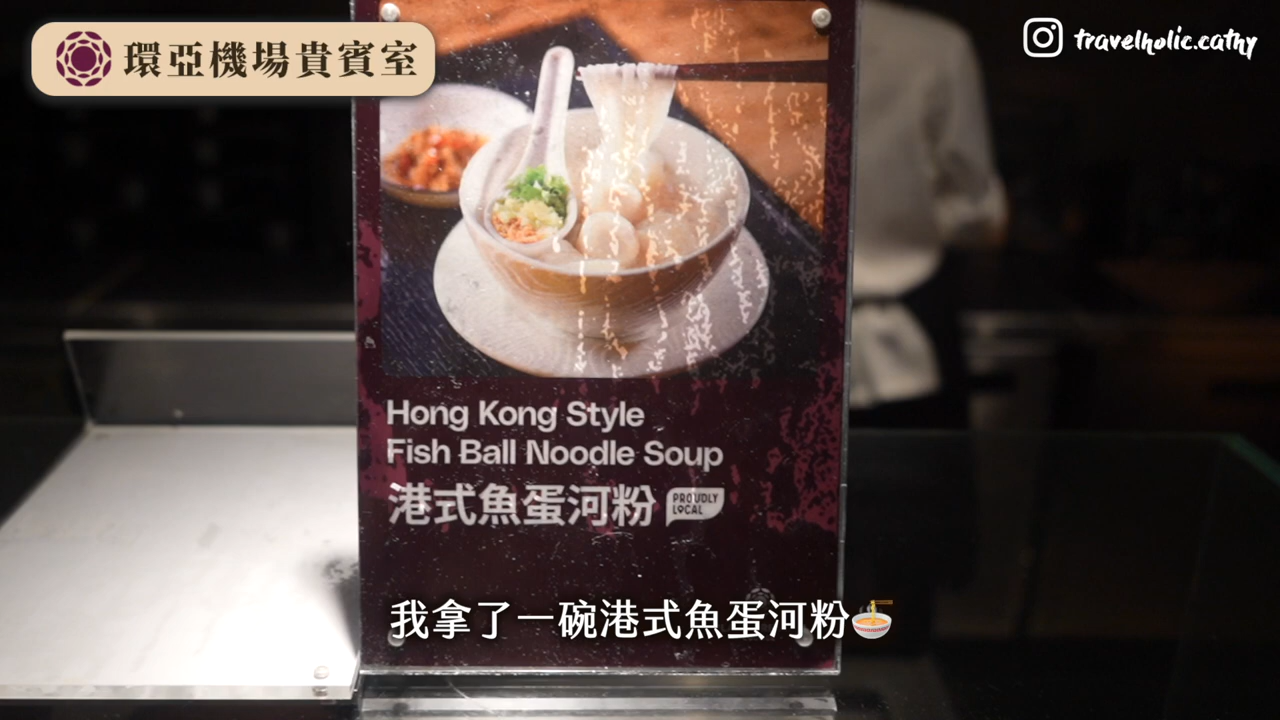 環亞機場貴賓室
travelholic.cathy
Hong Kong Style
Fish Ball Noodle Soup
港式魚蛋河粉
PROUDLY
LOCAL
我拿了一碗港式魚蛋河粉🍜